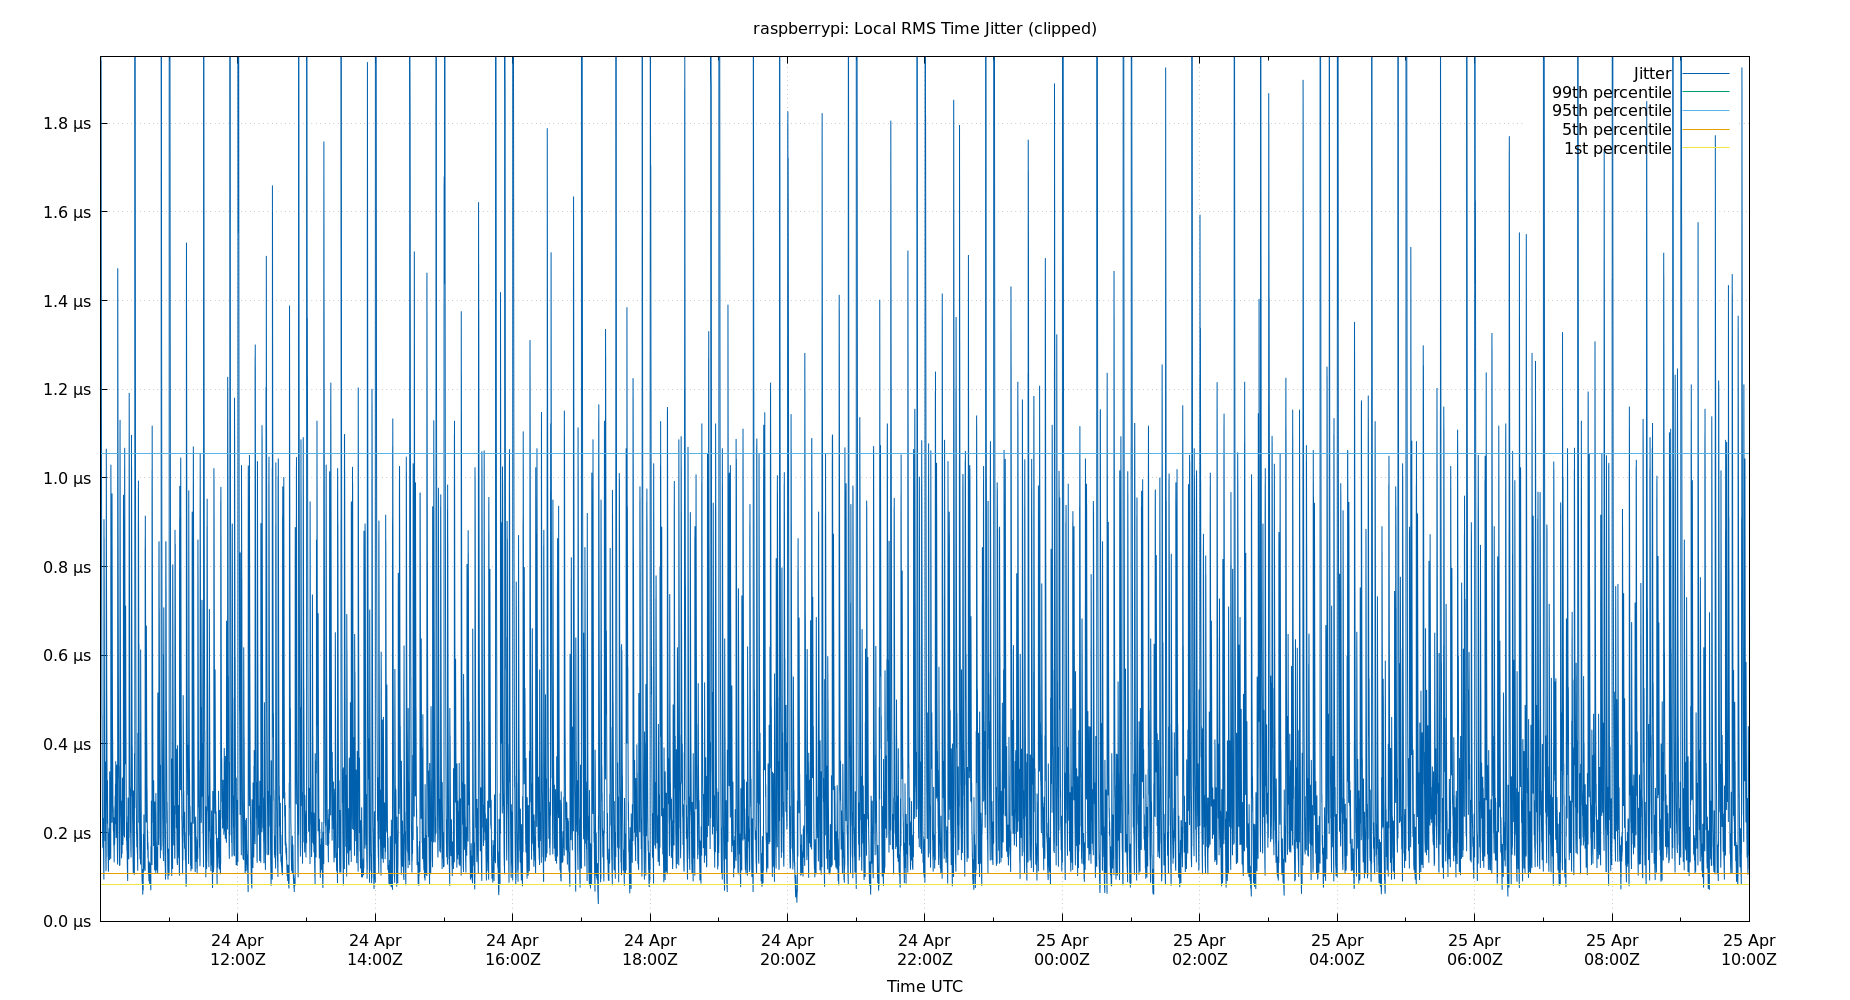 raspberrypi: Local RMS Time Jitter (clipped)
Jitter
99th percentile
95th percentile
5th percentile
1st percentile
1.8 µs
1.6 µs
1.4 µs
1.2 µs
1.0 µs
0.8 µs
0.6 µs
0.4 µs
0.2 µs
0.0 µs
24 Apr 24 Apr 24 Apr 24 Apr 24 Apr 24 Apr 25 Apr 25 Apr 25 Apr 25 Apr 25 Apr 25 Apr
12:00Z 14:00Z 16:00Z 18:00Z 20:00Z 22:00Z 00:00Z 02:00Z 04:00Z 06:00Z 08:00Z 10:00Z
Time UTC